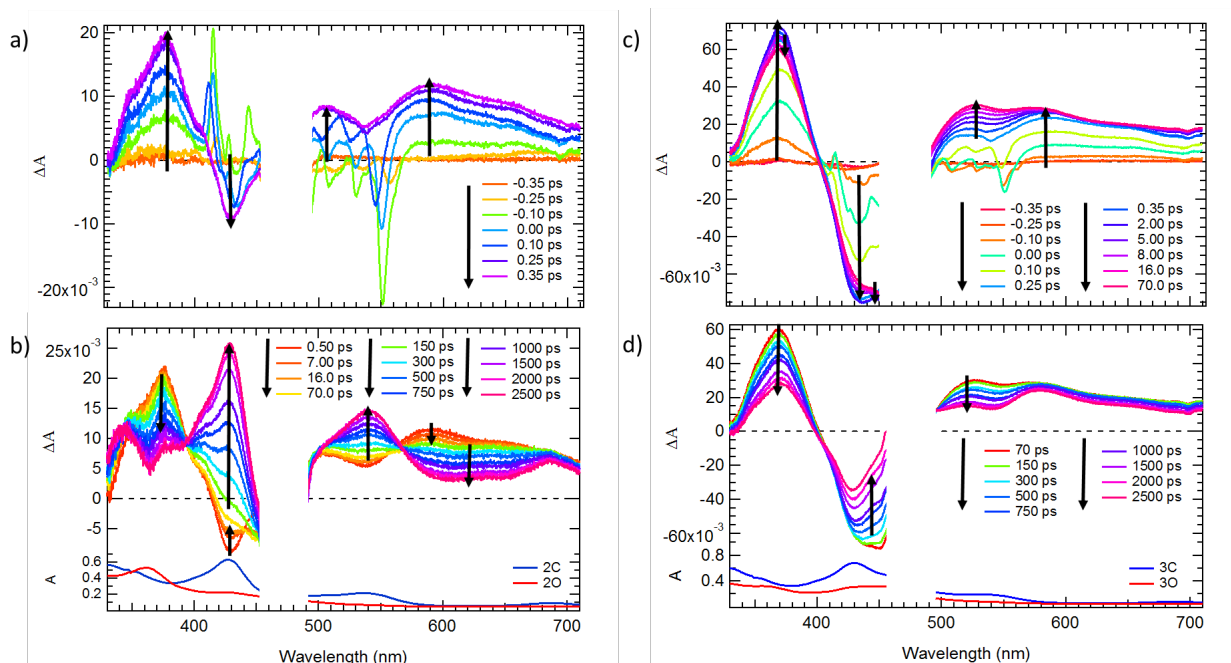 a)
20
10
0
-10
-20x10⁻³
ΔA
-0.35 ps
-0.25 ps
-0.10 ps
0.00 ps
0.10 ps
0.25 ps
0.35 ps
b)
25x10⁻³
20
15
10
5
0
-5
ΔA
0.50 ps
7.00 ps
16.0 ps
70.0 ps
150 ps
300 ps
500 ps
750 ps
1000 ps
1500 ps
2000 ps
2500 ps
0.6
0.4
0.2
A
2C
2O
400
500
600
700
Wavelength (nm)
c)
60
40
20
0
-20
-40
-60x10⁻³
ΔA
-0.35 ps
-0.25 ps
-0.10 ps
0.00 ps
0.10 ps
0.25 ps
0.35 ps
2.00 ps
5.00 ps
8.00 ps
16.0 ps
70.0 ps
d)
60
40
20
0
-20
-40
-60x10⁻³
ΔA
70 ps
150 ps
300 ps
500 ps
750 ps
1000 ps
1500 ps
2000 ps
2500 ps
0.8
0.4
A
3C
3O
400
500
600
700
Wavelength (nm)